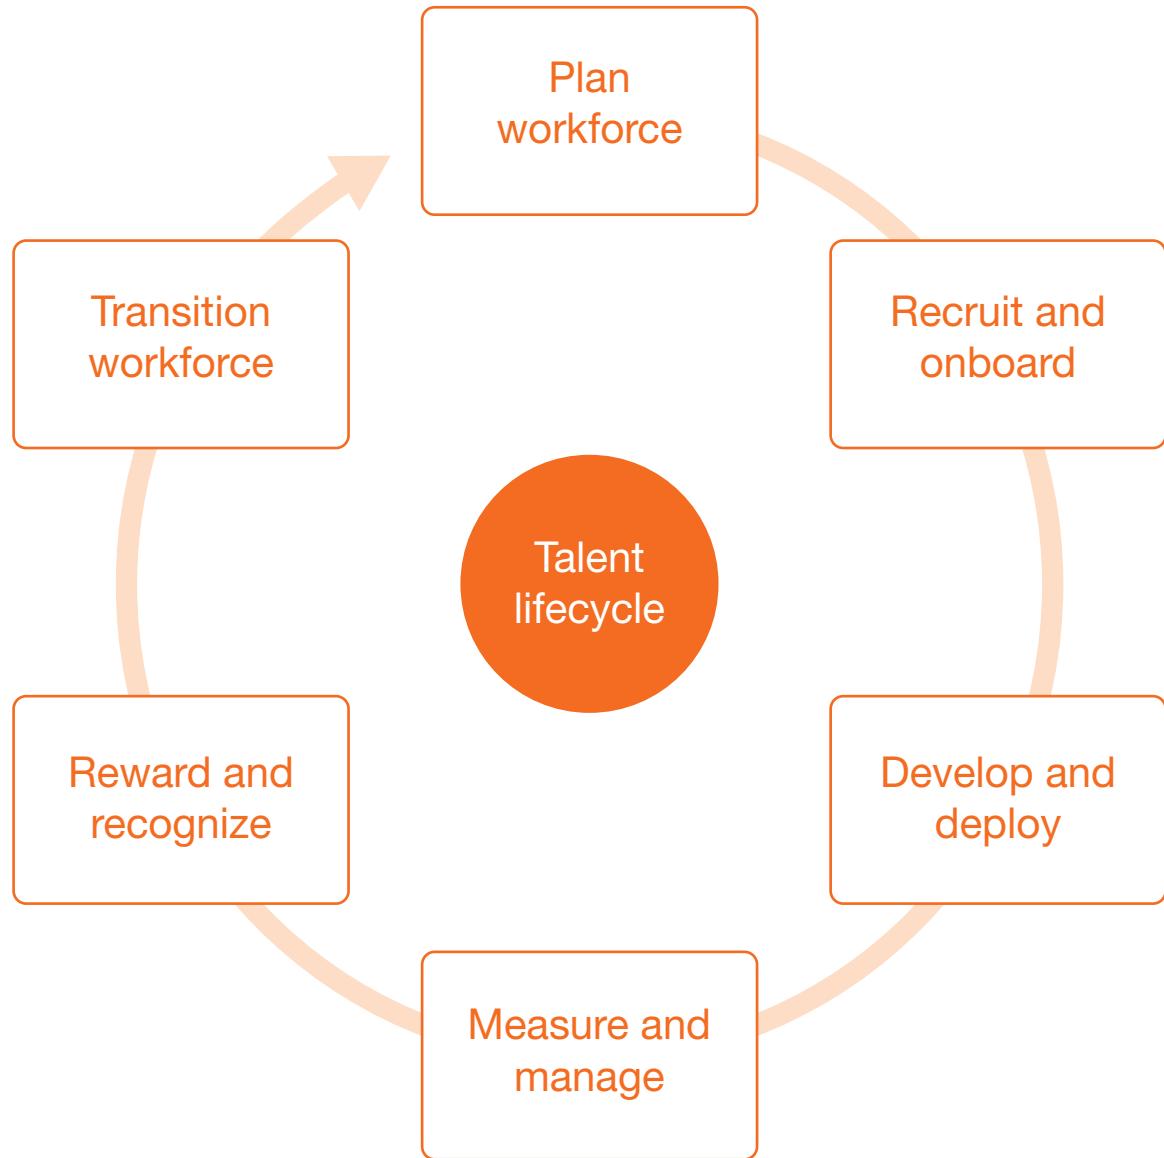 Plan
workforce
Recruit and
onboard
Develop and
deploy
Measure and
manage
Reward and
recognize
Transition
workforce
Talent
lifecycle